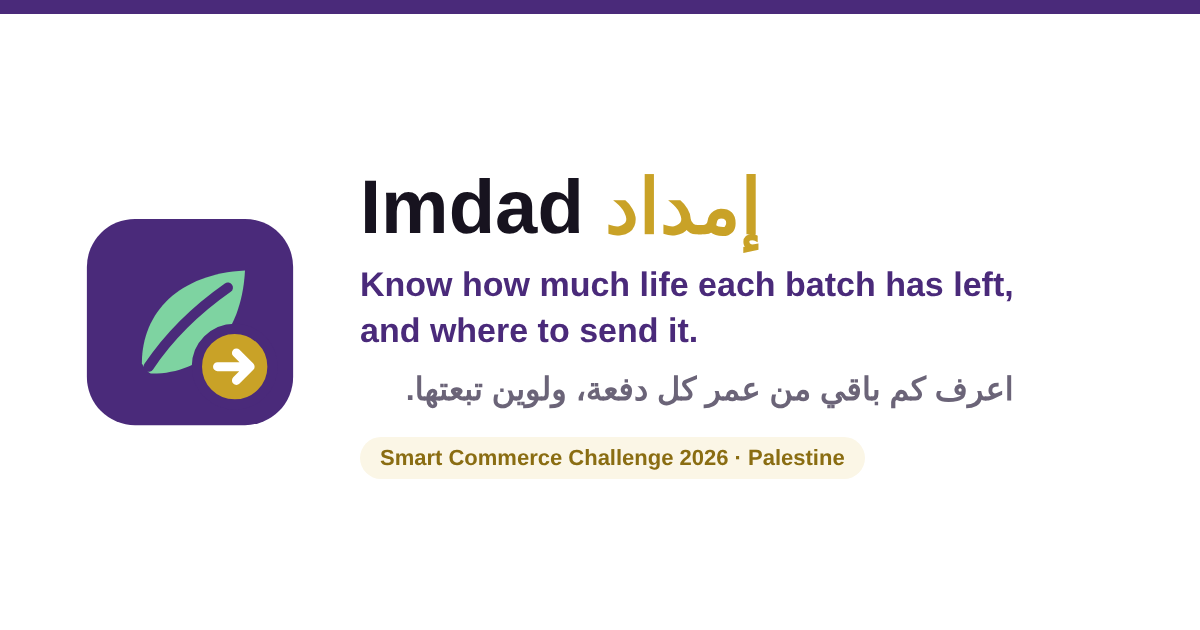 Imdad إمداد
Know how much life each batch has left,
and where to send it.
اعرف كم باقي من عمر كل دفعة، ولوين تبعتها.
Smart Commerce Challenge 2026 · Palestine